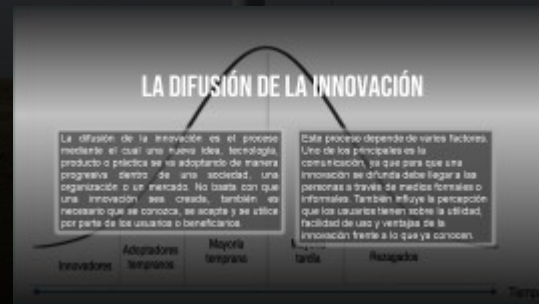 LA DIFUSIÓN DE LA INNOVACIÓN
La difusión de la innovación es el proceso
mediante el cual una nueva idea, tecnología,
producto o práctica se va adoptando de manera
progresiva dentro de una sociedad, una
organización o un mercado. No basta con que
una innovación sea creada, también es
necesario que se conozca, se acepte y se utilice
por parte de los usuarios o beneficiarios.
Este proceso depende de varios factores.
Uno de los principales es la
comunicación, ya que para que una
innovación se difunda debe llegar a las
personas a través de medios formales o
informales. También influye la percepción
que los usuarios tienen sobre la utilidad,
facilidad de uso y ventajas de la
innovación frente a lo que ya conocen.
Innovadores
Adoptadores
tempranos
Mayoría
temprana
tardía
Rezagados